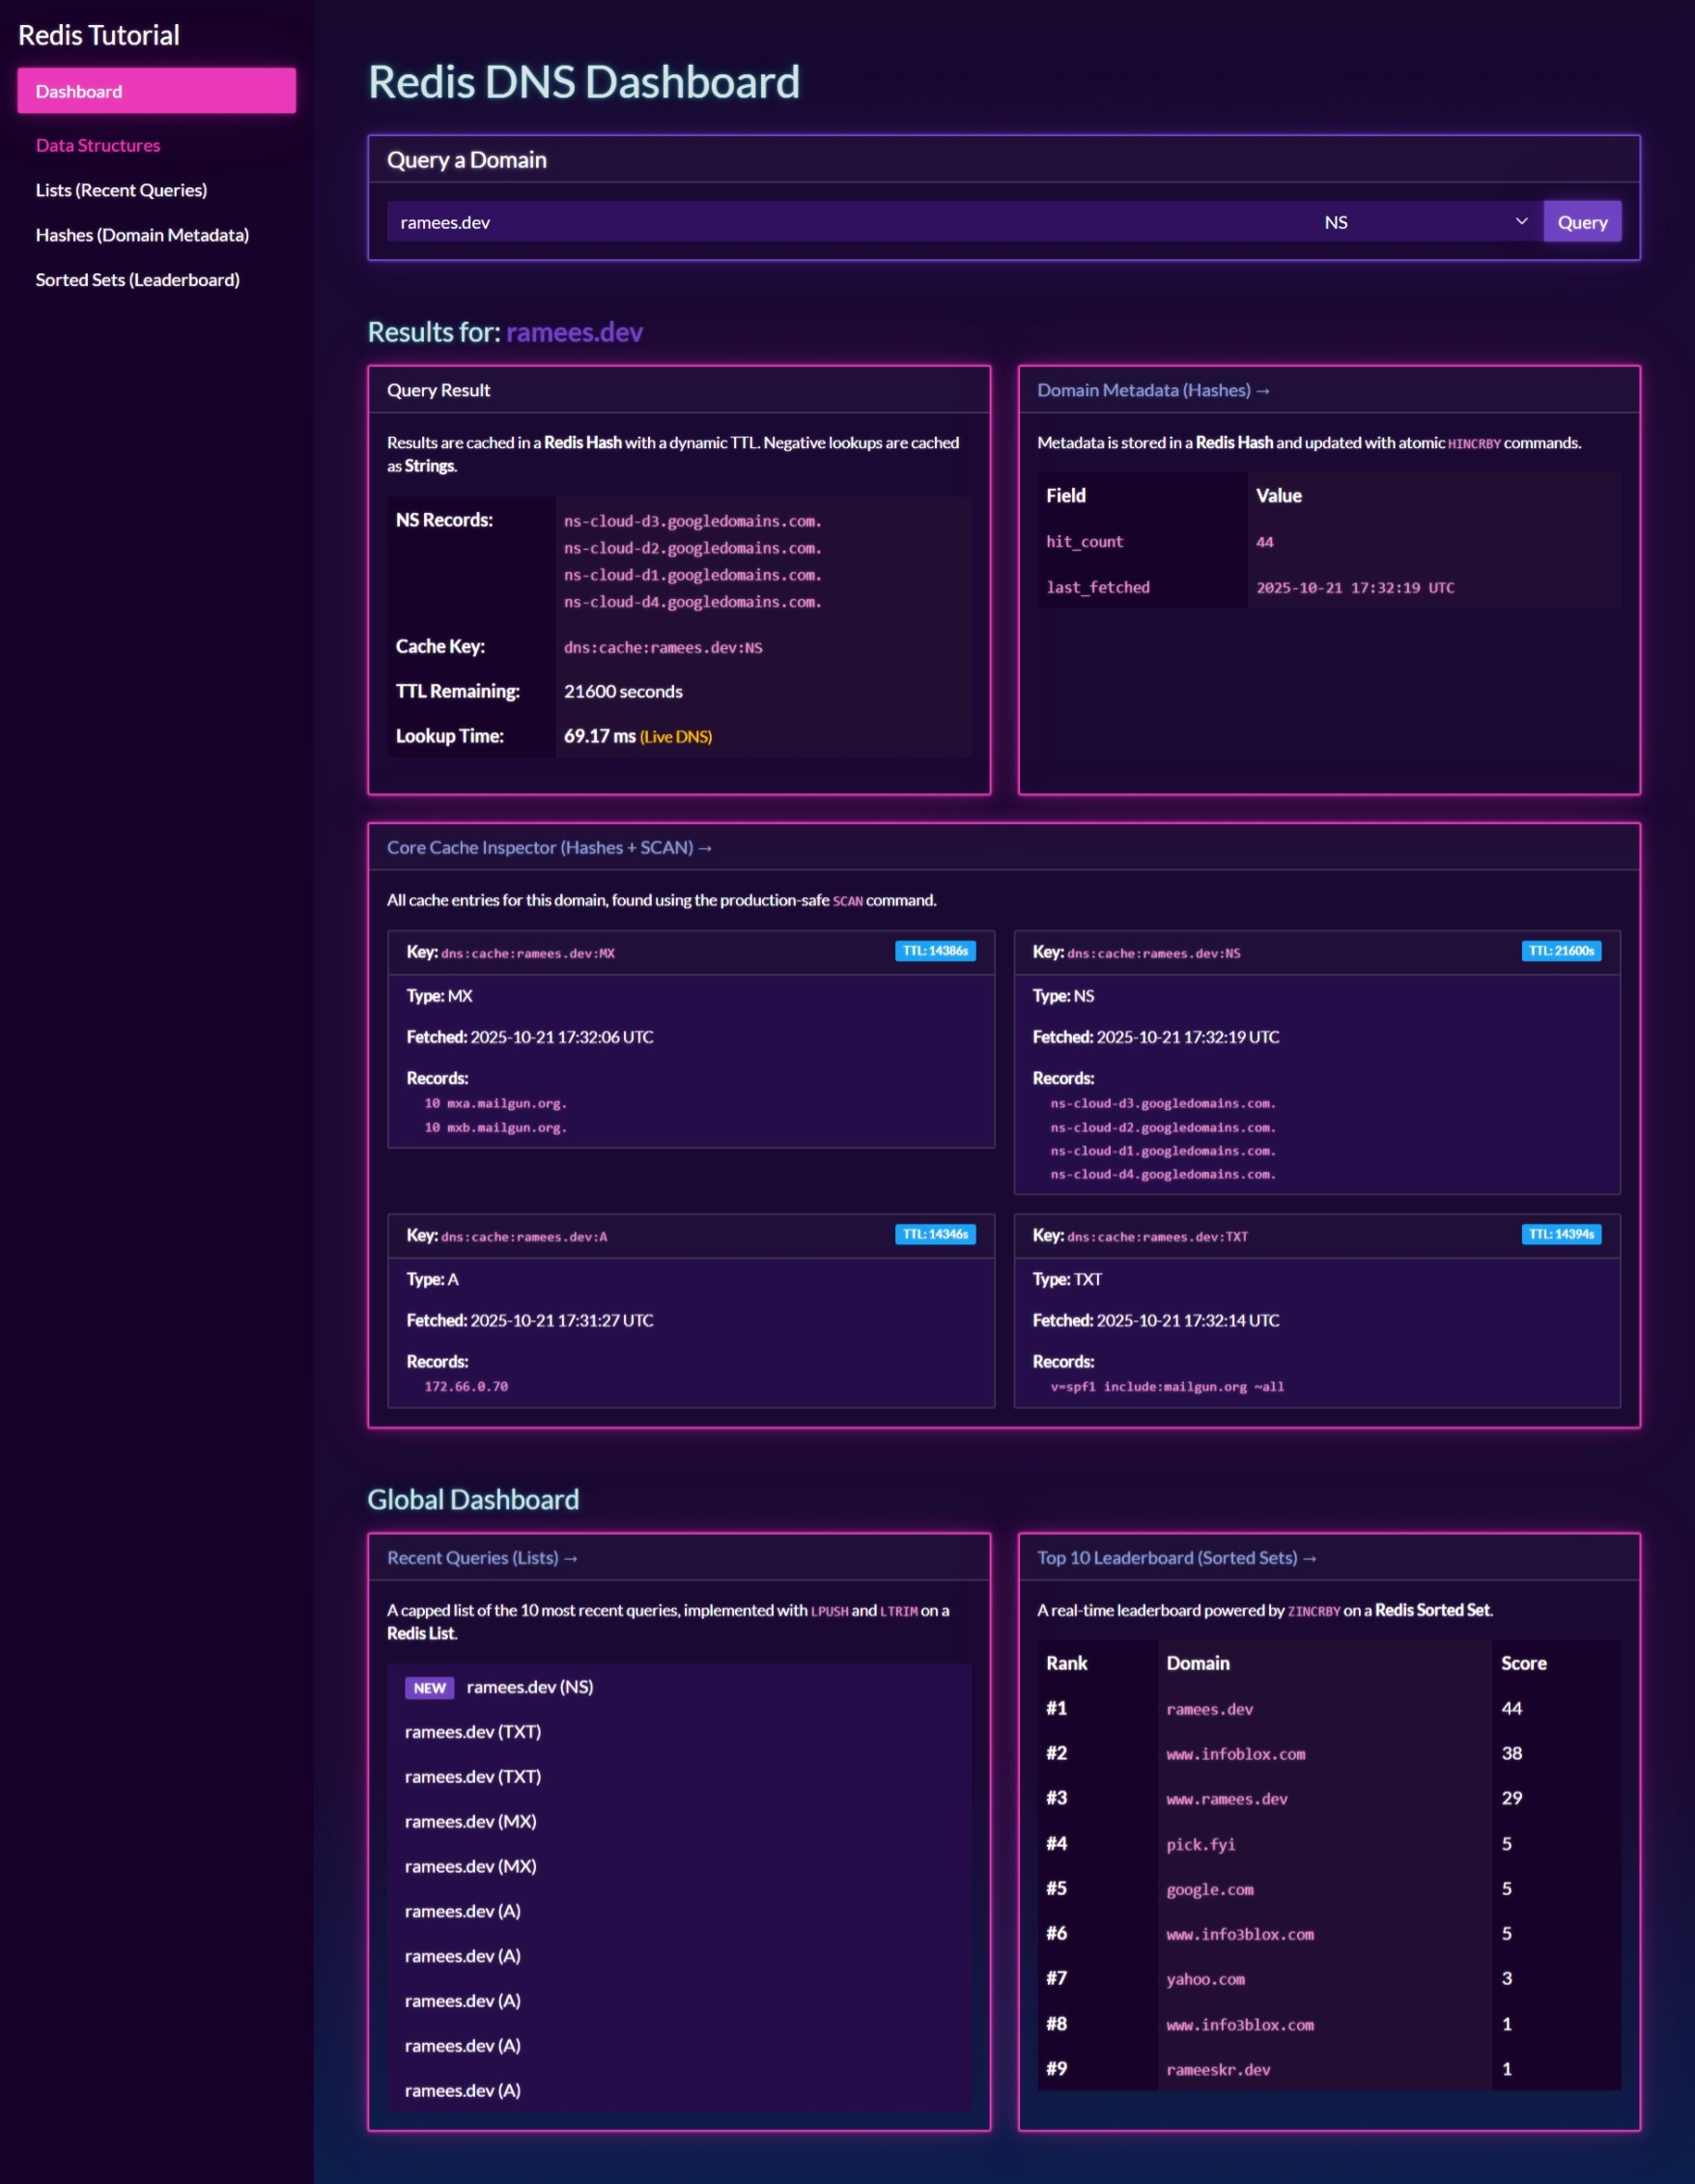 Redis Tutorial
Dashboard
Data Structures
Lists (Recent Queries)
Hashes (Domain Metadata)
Sorted Sets (Leaderboard)
Redis DNS Dashboard
Query a Domain
ramees.dev NS Query
Results for: ramees.dev
Query Result
Results are cached in a Redis Hash with a dynamic TTL. Negative lookups are cached
as Strings.
NS Records: ns-cloud-d3.googledomains.com.
ns-cloud-d2.googledomains.com.
ns-cloud-d1.googledomains.com.
ns-cloud-d4.googledomains.com.
Cache Key: dns:cache:ramees.dev:NS
TTL Remaining: 21600 seconds
Lookup Time: 69.17 ms (Live DNS)
Domain Metadata (Hashes) →
Metadata is stored in a Redis Hash and updated with atomic HINCRBY commands.
Field Value
hit_count 44
last_fetched 2025-10-21 17:32:19 UTC
Core Cache Inspector (Hashes + SCAN) →
All cache entries for this domain, found using the production-safe SCAN command.
Key: dns:cache:ramees.dev:MX TTL: 14386s
Type: MX
Fetched: 2025-10-21 17:32:06 UTC
Records:
10 mxa.mailgun.org.
10 mxb.mailgun.org.
Key: dns:cache:ramees.dev:NS TTL: 21600s
Type: NS
Fetched: 2025-10-21 17:32:19 UTC
Records:
ns-cloud-d3.googledomains.com.
ns-cloud-d2.googledomains.com.
ns-cloud-d1.googledomains.com.
ns-cloud-d4.googledomains.com.
Key: dns:cache:ramees.dev:A TTL: 14346s
Type: A
Fetched: 2025-10-21 17:31:27 UTC
Records:
172.66.0.70
Key: dns:cache:ramees.dev:TXT TTL: 14394s
Type: TXT
Fetched: 2025-10-21 17:32:14 UTC
Records:
v=spf1 include:mailgun.org ~all
Global Dashboard
Recent Queries (Lists) →
A capped list of the 10 most recent queries, implemented with LPUSH and LTRIM on a
Redis List.
NEW ramees.dev (NS)
ramees.dev (TXT)
ramees.dev (TXT)
ramees.dev (MX)
ramees.dev (MX)
ramees.dev (A)
ramees.dev (A)
ramees.dev (A)
ramees.dev (A)
ramees.dev (A)
Top 10 Leaderboard (Sorted Sets) →
A real-time leaderboard powered by ZINCRBY on a Redis Sorted Set.
Rank Domain Score
#1 ramees.dev 44
#2 www.infoblox.com 38
#3 www.ramees.dev 29
#4 pick.fyi 5
#5 google.com 5
#6 www.info3blox.com 5
#7 yahoo.com 3
#8 www.info3blox.com 1
#9 rameeskr.dev 1